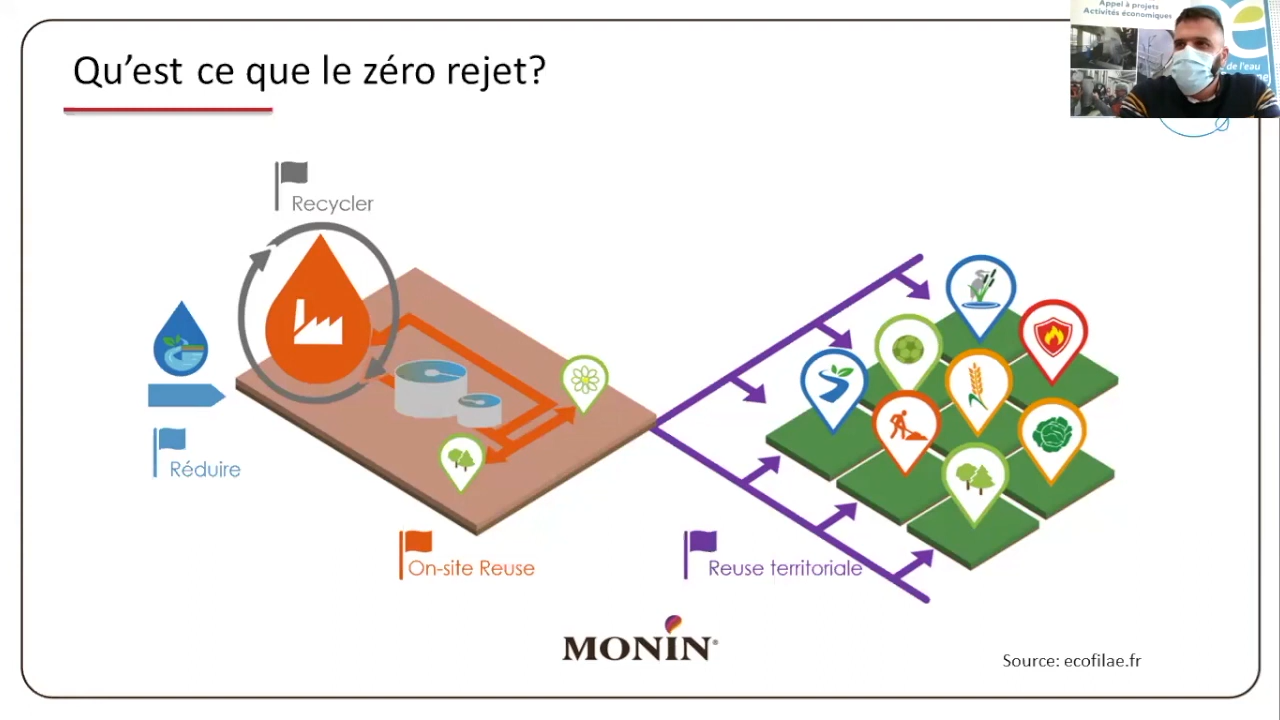 Qu’est ce que le zéro rejet?
Appel à projets
Activités économiques
de l'eau
Recycler
Réduire
On-site Reuse
Reuse territoriale
MONIN®
Source: ecofilae.fr